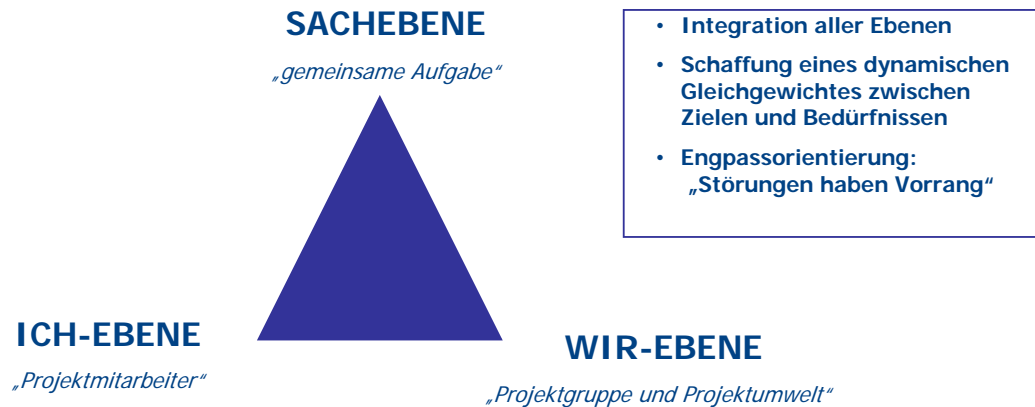 SACHEBENE
„gemeinsame Aufgabe“
• Integration aller Ebenen
• Schaffung eines dynamischen
Gleichgewichtes zwischen
Zielen und Bedürfnissen
• Engpassorientierung:
„Störungen haben Vorrang“
ICH-EBENE
„Projektmitarbeiter“
WIR-EBENE
„Projektgruppe und Projektumwelt“